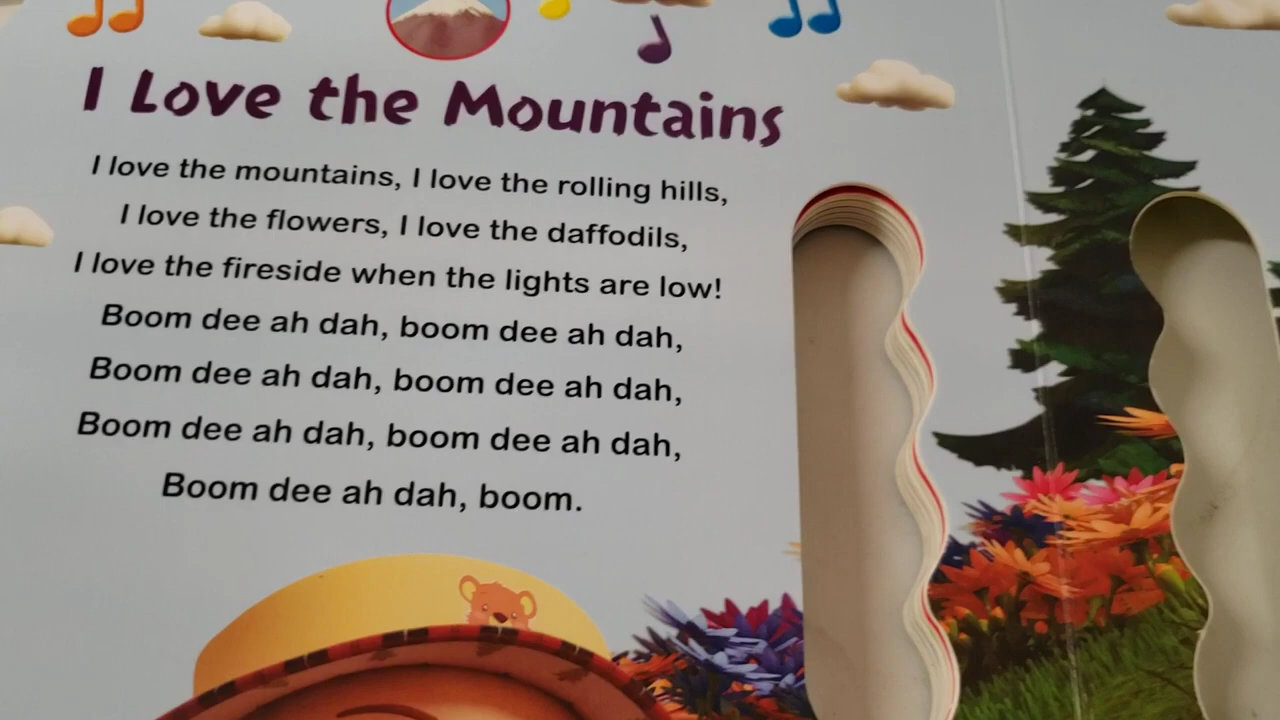 I Love the Mountains
I love the mountains, I love the rolling hills,
I love the flowers, I love the daffodils,
I love the fireside when the lights are low!
Boom dee ah dah, boom dee ah dah,
Boom dee ah dah, boom dee ah dah,
Boom dee ah dah, boom dee ah dah,
Boom dee ah dah, boom.